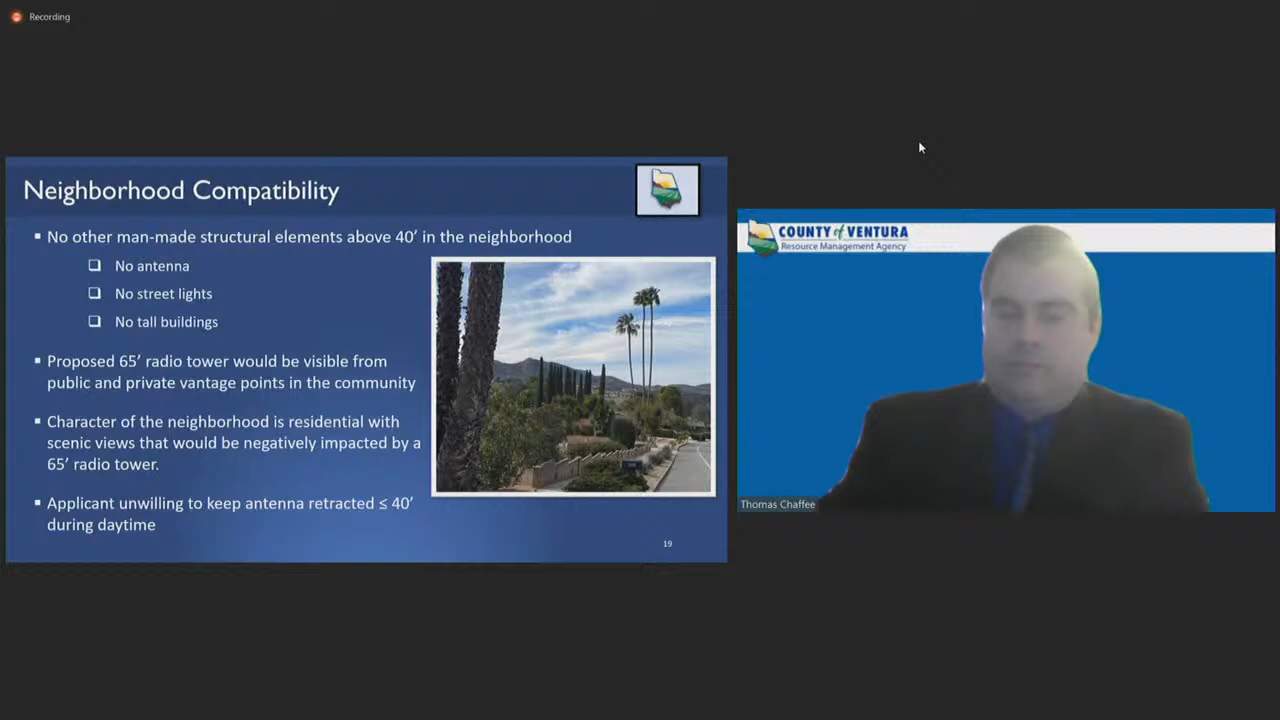 Recording
Neighborhood Compatibility
No other man-made structural elements above 40’ in the neighborhood
No antenna
No street lights
No tall buildings
Proposed 65’ radio tower would be visible from
public and private vantage points in the community
Character of the neighborhood is residential with
scenic views that would be negatively impacted by a
65’ radio tower.
Applicant unwilling to keep antenna retracted ≤ 40’
during daytime
19
COUNTY of VENTURA
Resource Management Agency
Thomas Chaffee